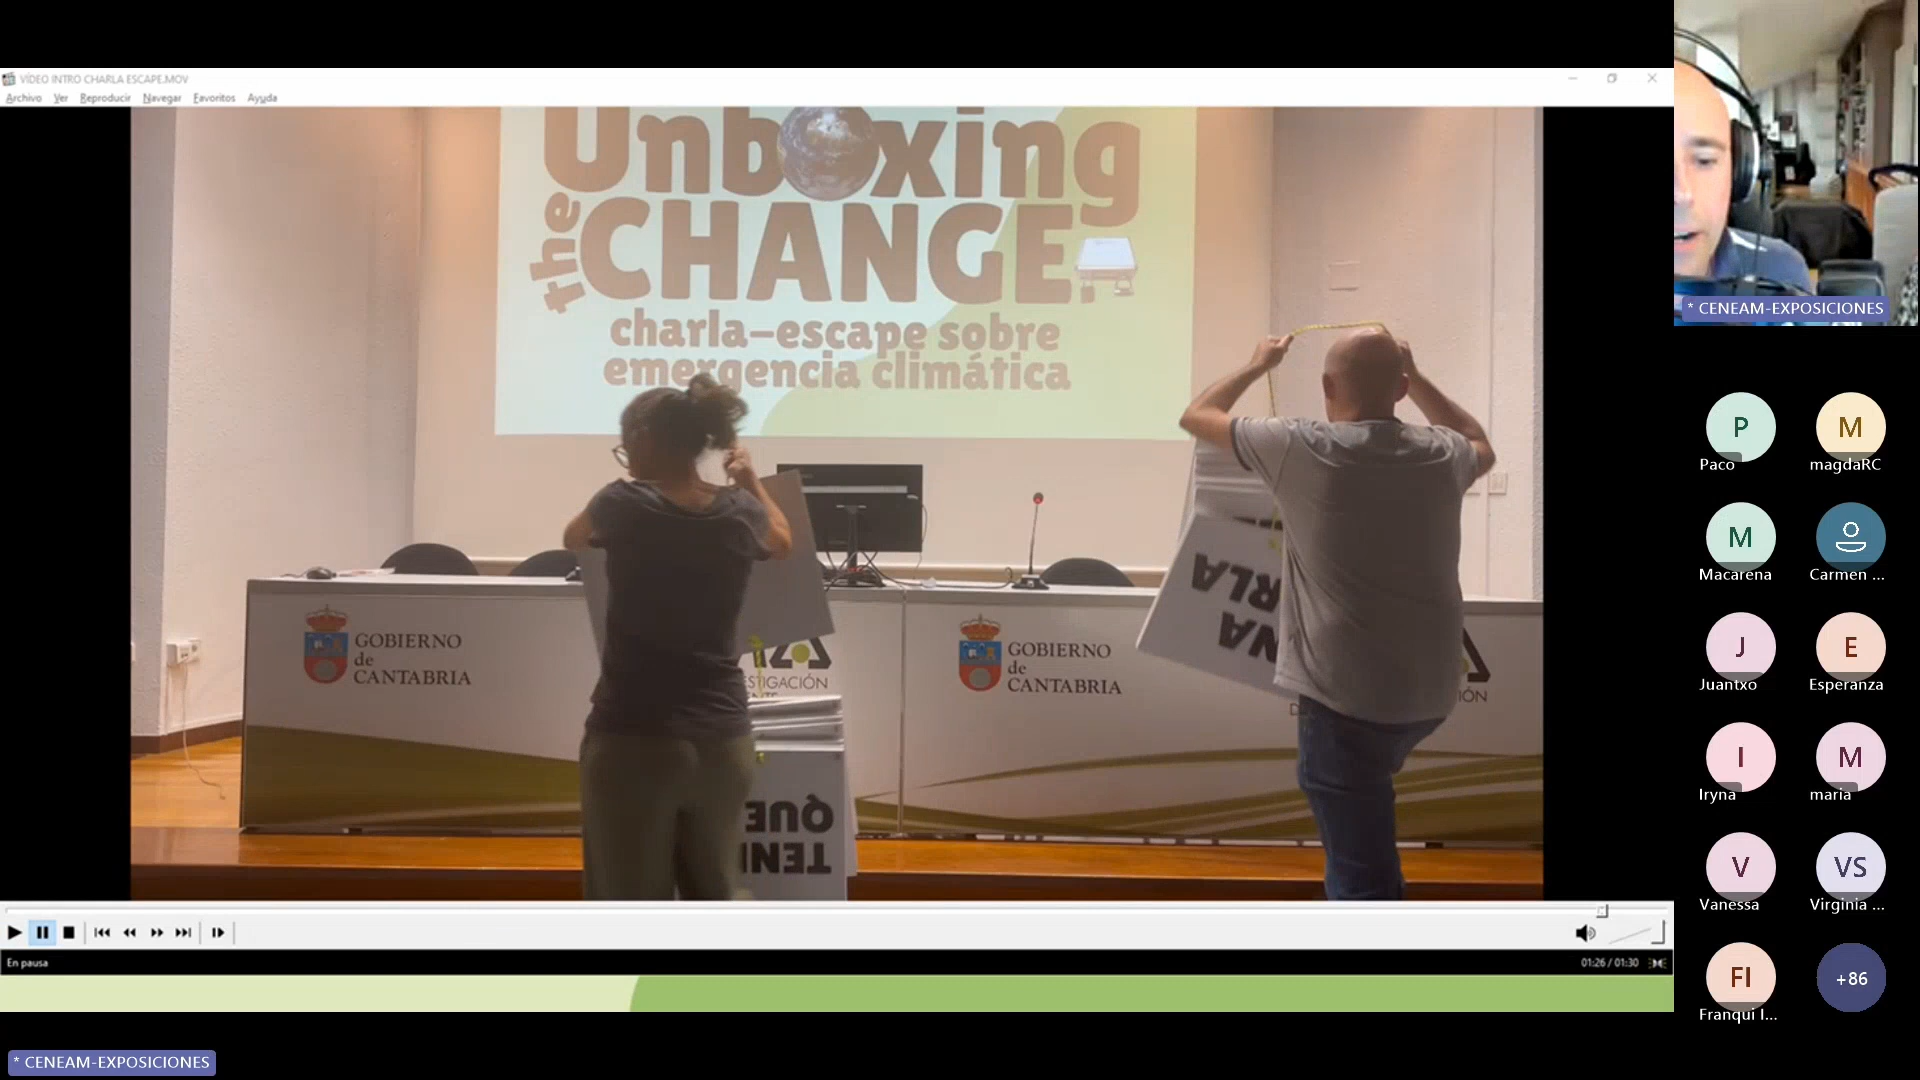 VÍDEO INTRO CHARLA ESCAPE.MOV
Archivo Ver Reproducir Navegar Favoritos Ayuda
Unboxing
the CHANGE
charla-escape sobre
emergencia climática
GOBIERNO
de
CANTABRIA
GOBIERNO
de
CANTABRIA
QUE
En pausa
01:26 / 01:30
* CENEAM-EXPOSICIONES
P
Paco
M
magdaRC
M
Macarena
Carmen ...
J
Juantxo
E
Esperanza
I
Iryna
M
maria
V
Vanessa
VS
Virginia ...
FI
Franqui I...
+86
* CENEAM-EXPOSICIONES